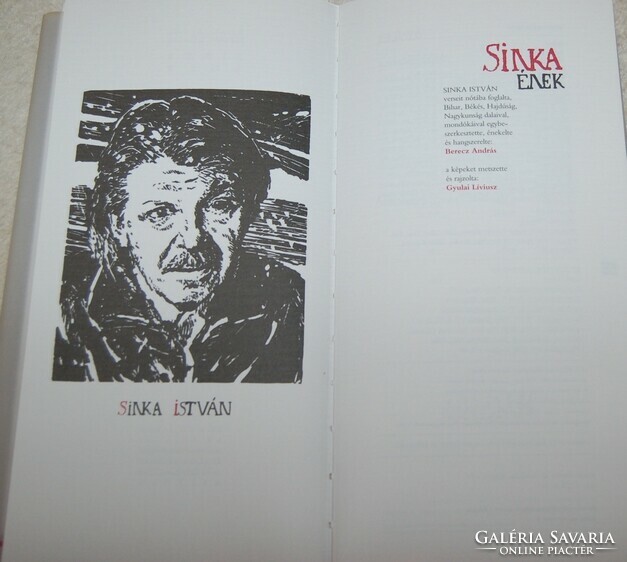 SINKA ISTVÁN
SINKA
ÉNEK
SINKA ISTVÁN
verseit nótába foglalta,
Bihar, Békés, Hajdúság,
Nagykunság dalaival,
mondókáival egybe-
szerkesztette, énekelte
és hangszerelte:
Berecz András
a képeket metszette
és rajzolta:
Gyulai Líviusz
GALÉRIA SAVARIA
ONLINE PIACTÉR